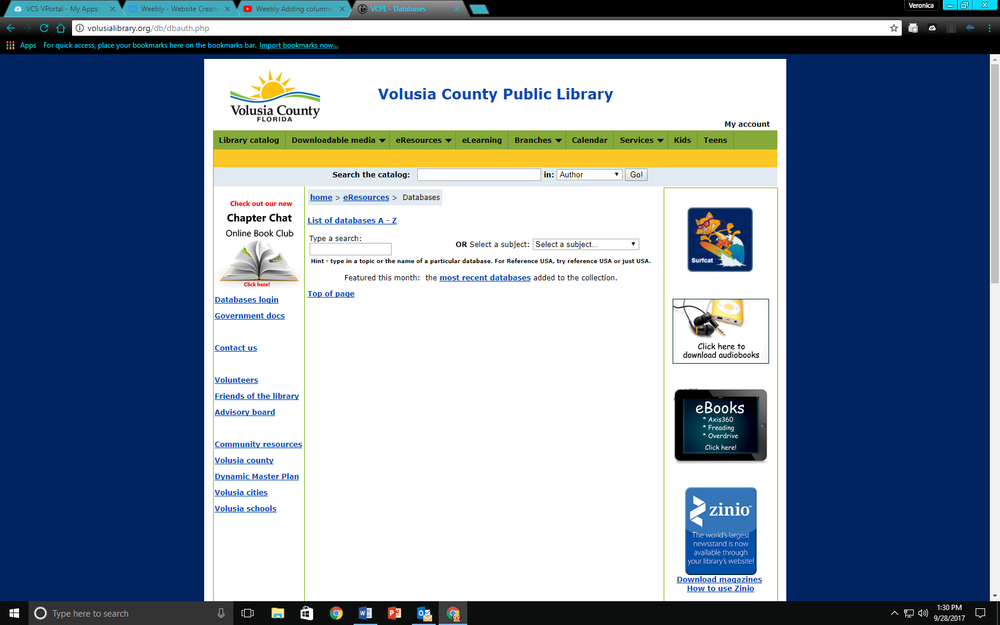 VCS VPortal - My Apps
Weebly - Website Creatio
Weebly Adding columns
VCPL - Databases
Veronica
volusialibrary.org/db/dbauth.php
Apps For quick access, place your bookmarks here on the bookmarks bar. Import bookmarks now...
Volusia County
FLORIDA
Volusia County Public Library
My account
Library catalog Downloadable media eResources eLearning Branches Calendar Services Kids Teens
Search the catalog: in: Author Go!
Check out our new
Chapter Chat
Online Book Club
Click here!
Databases login
Government docs
Contact us
Volunteers
Friends of the library
Advisory board
Community resources
Volusia county
Dynamic Master Plan
Volusia cities
Volusia schools
home > eResources > Databases
List of databases A - Z
Type a search:
OR Select a subject: Select a subject...
Hint - type in a topic or the name of a particular database. For Reference USA, try reference USA or just USA.
Featured this month: the most recent databases added to the collection.
Top of page
Surfcat
Click here to
download audiobooks
eBooks
* Axis360
* Freading
* Overdrive
Click here!
zinio™
The world's largest
newsstand is now
available through
your library's website!
Download magazines
How to use Zinio
Type here to search
1:30 PM
9/28/2017